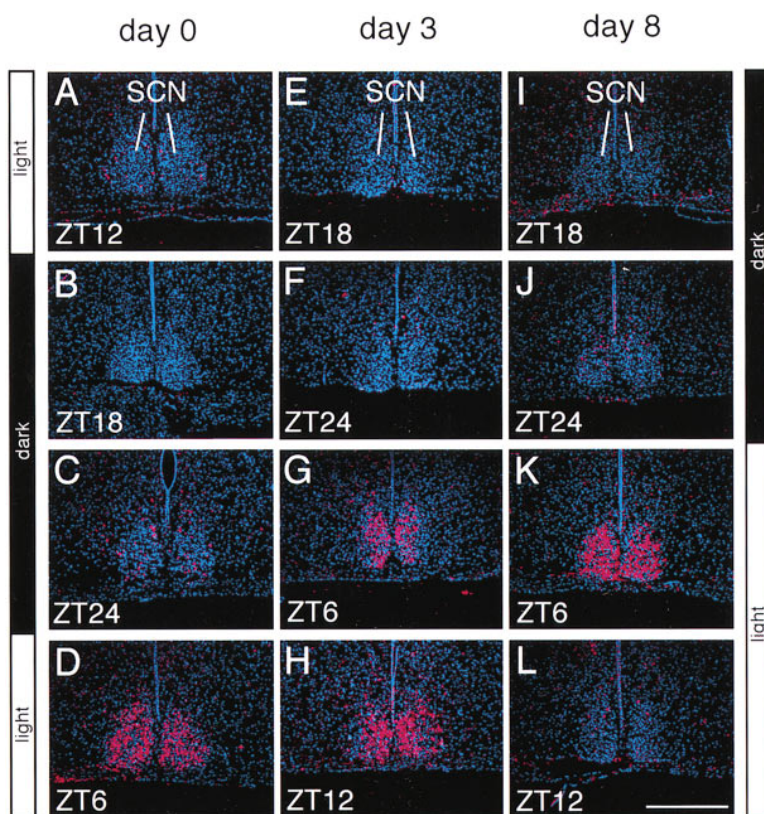 day 0 day 3 day 8
A SCN E SCN I SCN
light
ZT12 ZT18 ZT18
dark
B F J
ZT18 ZT24 ZT24
dark
C G K
ZT24 ZT6 ZT6
light
D H L
light
ZT6 ZT12 ZT12